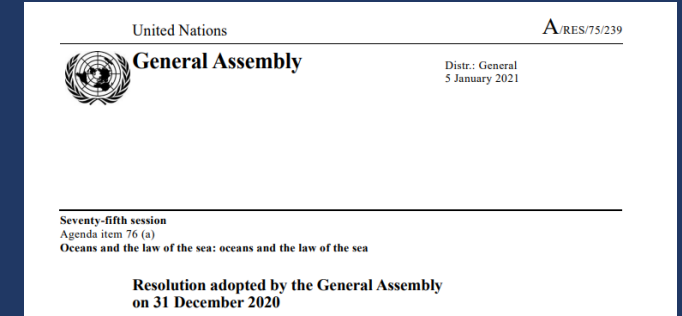 United Nations
A/RES/75/239
General Assembly
Distr.: General
5 January 2021
Seventy-fifth session
Agenda item 76 (a)
Oceans and the law of the sea: oceans and the law of the sea
Resolution adopted by the General Assembly
on 31 December 2020